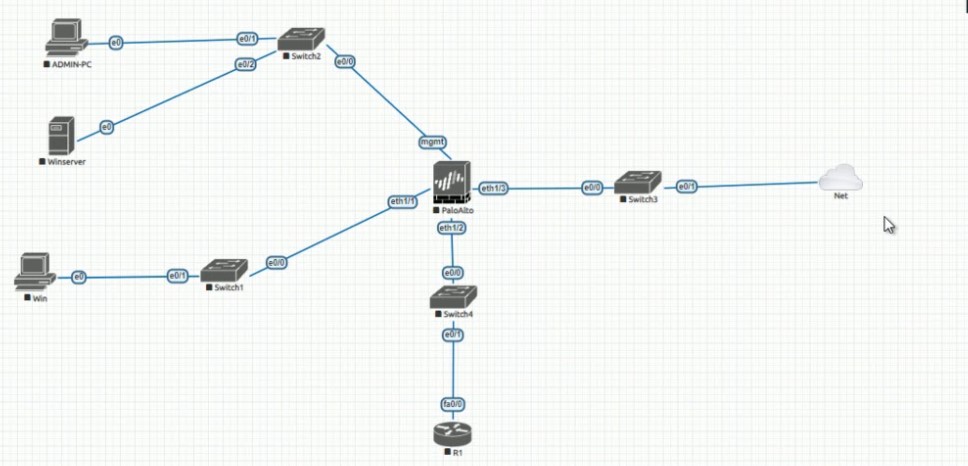 e0
e0/1
Switch2
ADMIN-PC
e0/2
e0/0
e0
Winserver
mgmt
eth1/1
PaloAlto
eth1/3
e0/0
Switch3
e0/1
Net
eth1/2
Win
e0
e0/1
Switch1
e0/0
e0/0
Switch4
e0/1
fa0/0
R1